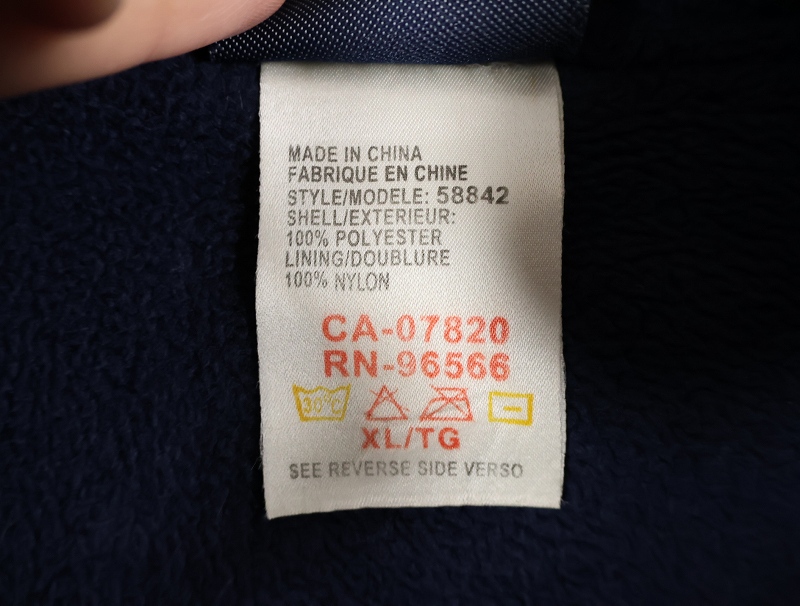 MADE IN CHINA
FABRIQUE EN CHINE
STYLE/MODELE: 58842
SHELL/EXTERIEUR:
100% POLYESTER
LINING/DOUBLURE
100% NYLON
CA-07820
RN-96566
30°C
XL/TG
SEE REVERSE SIDE VERSO